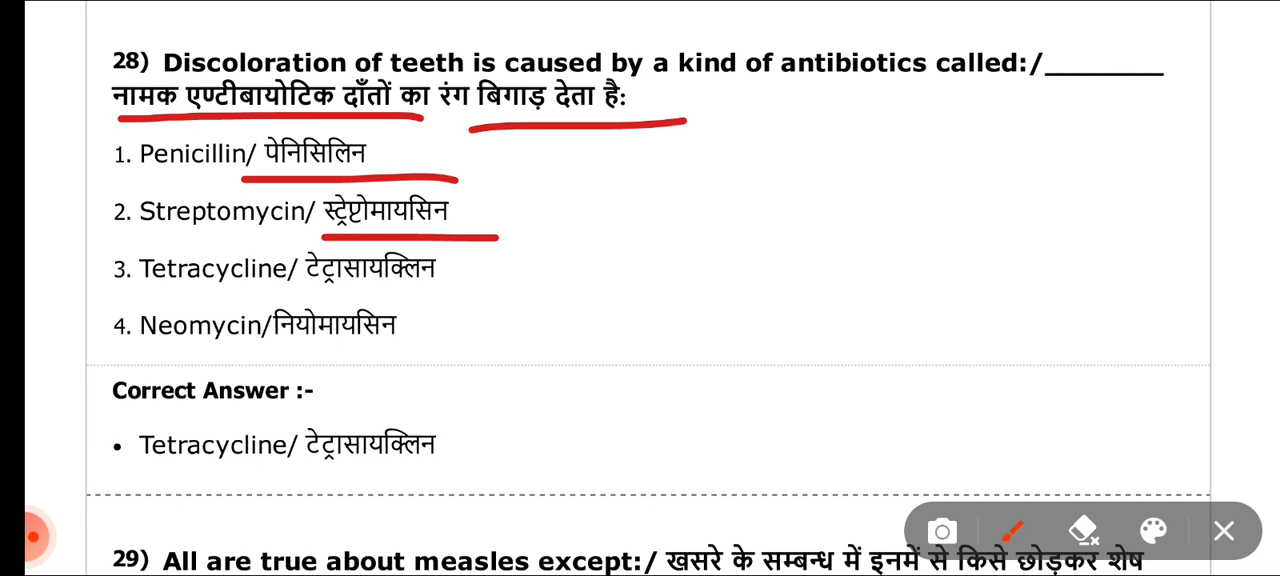 28) Discoloration of teeth is caused by a kind of antibiotics called:/_________
नामक एण्टीबायोटिक दाँतों का रंग बिगाड़ देता है:
1. Penicillin/ पेनिसिलिन
2. Streptomycin/ स्ट्रेप्टोमायसिन
3. Tetracycline/ टेट्रासायक्लिन
4. Neomycin/नियोमायसिन
Correct Answer :-
• Tetracycline/ टेट्रासायक्लिन
29) All are true about measles except:/ खसरे के सम्बन्ध में इनमें से किसे छोड़कर शेष